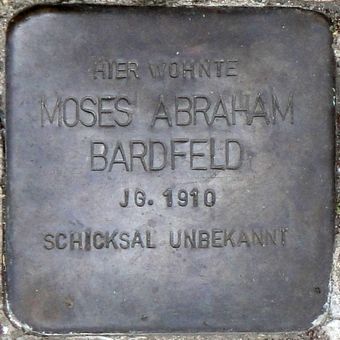 HIER WOHNTE
MOSES ABRAHAM
BARDFELD
JG. 1910
SCHICKSAL UNBEKANNT